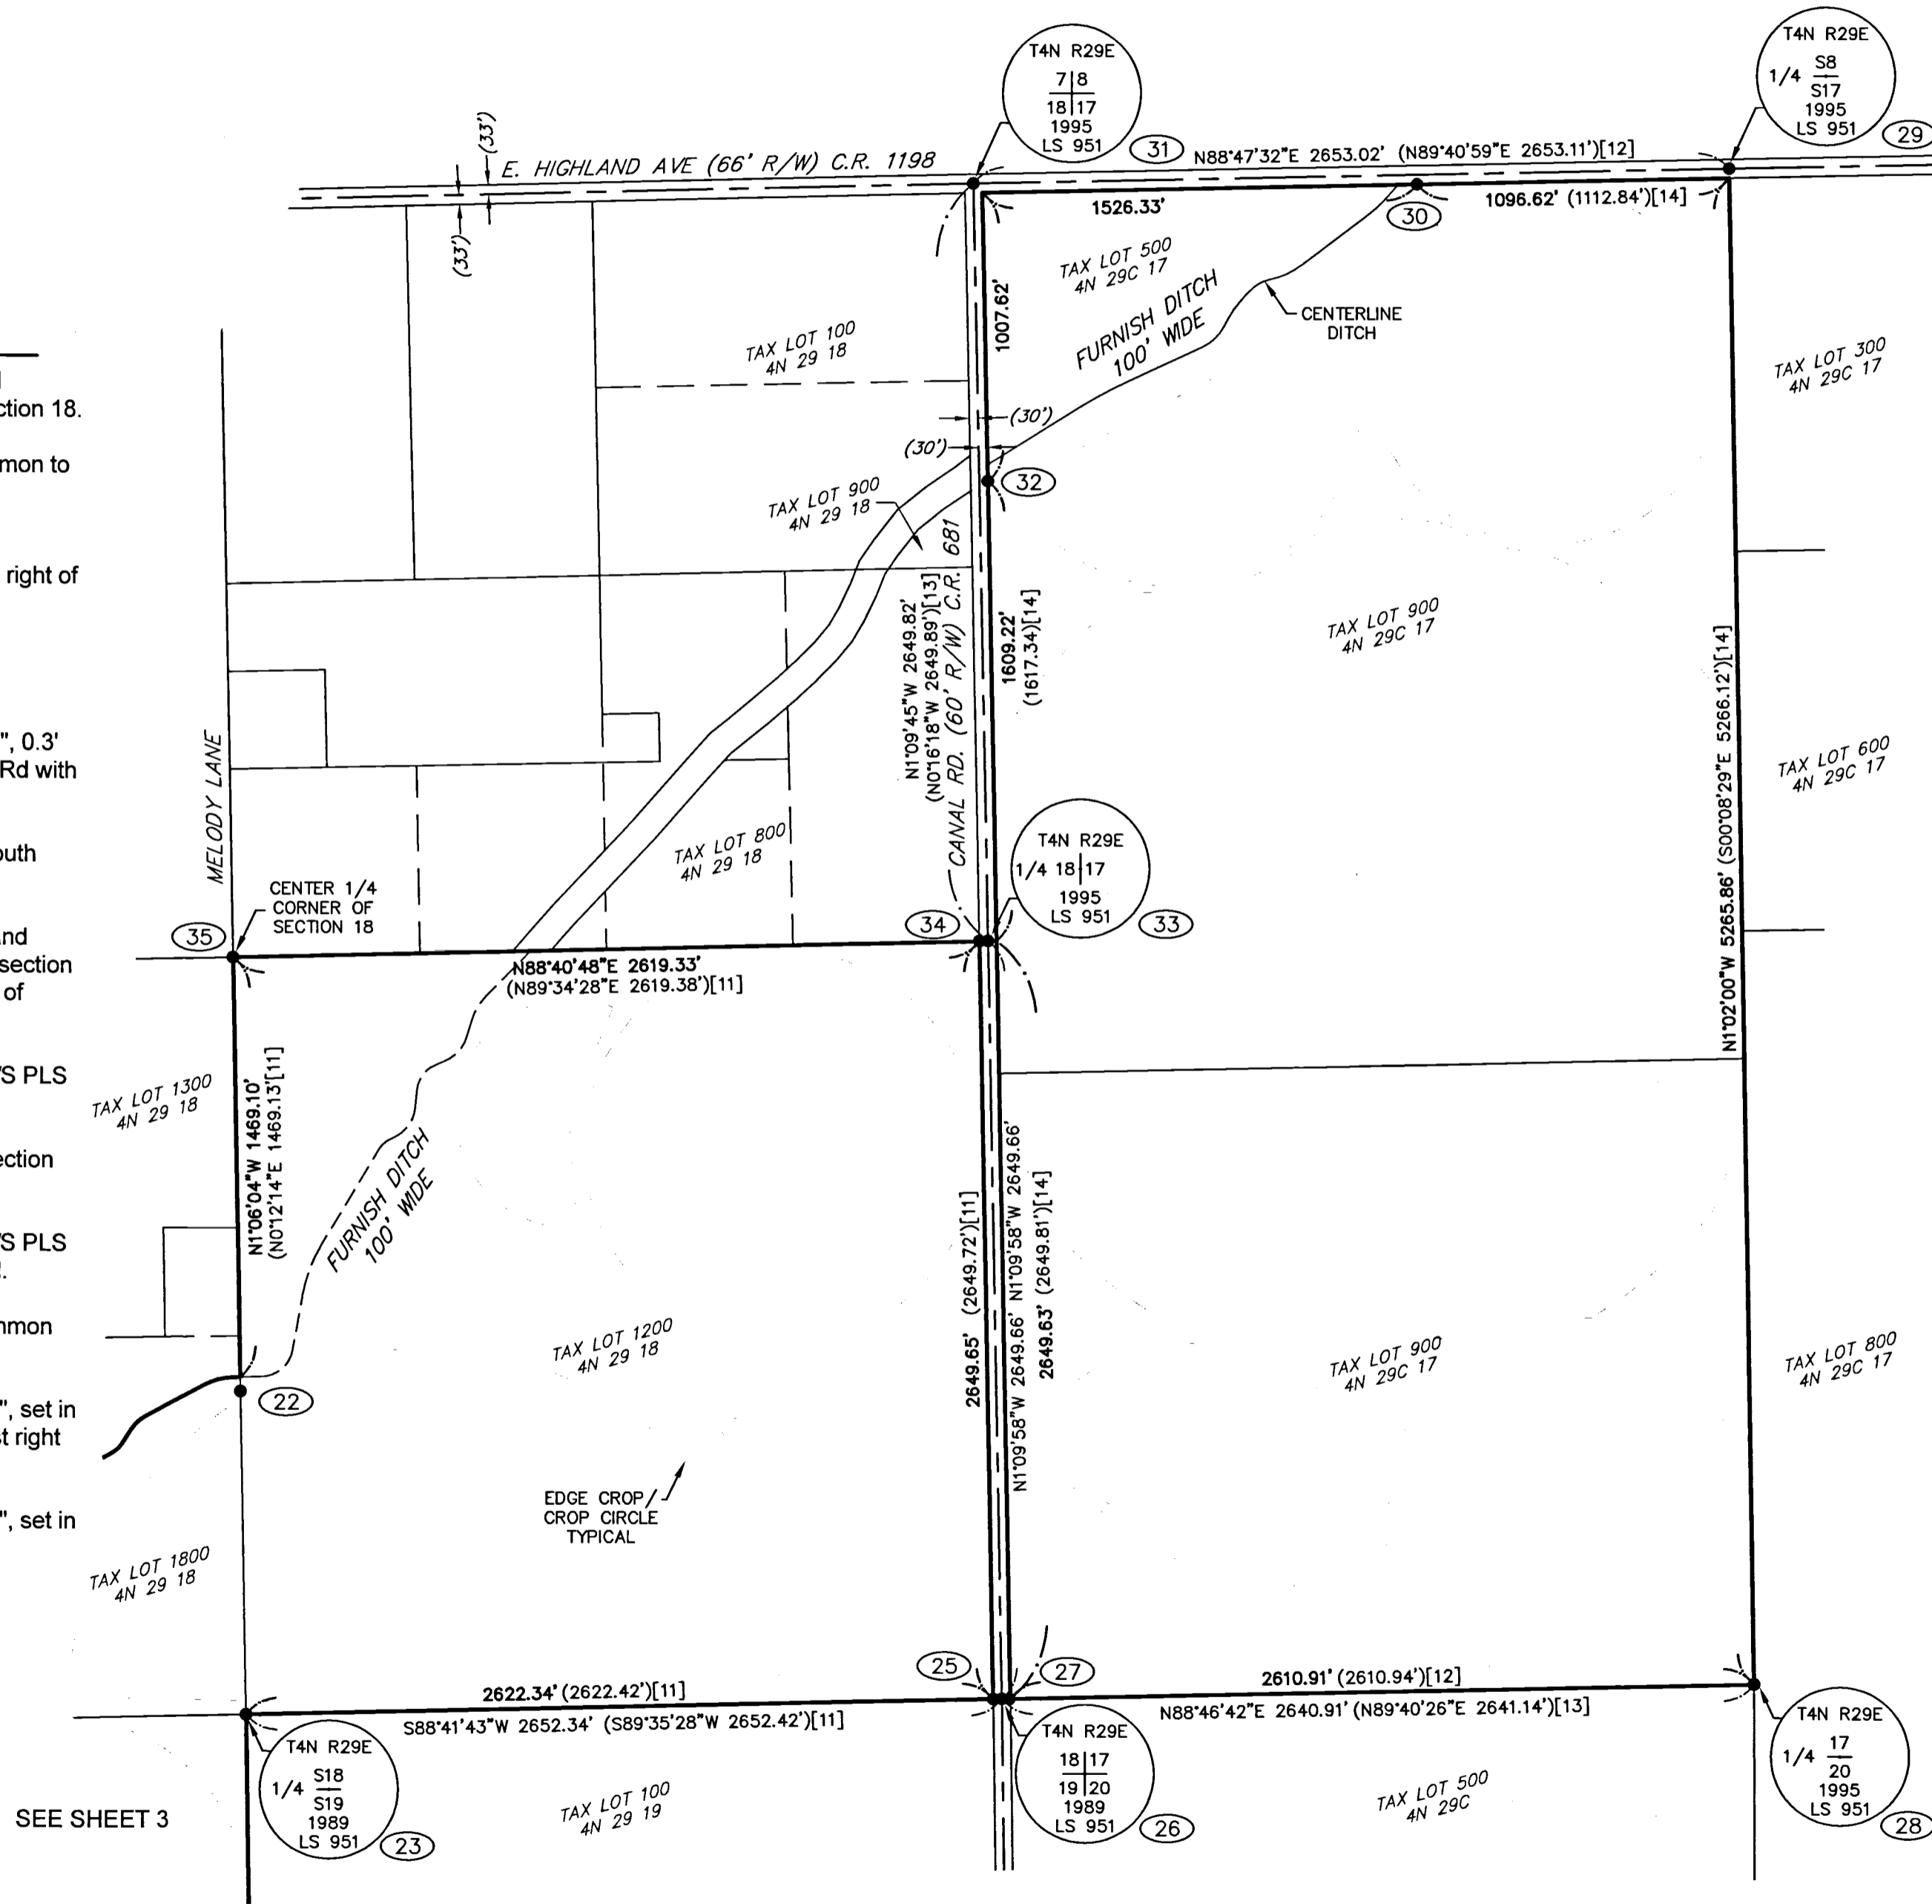 T4N R29E
7|8
18|17
1995
LS 951
31
T4N R29E
1/4 S8
S17
1995
LS 951
29
(33')
(33')
E. HIGHLAND AVE (66' R/W) C.R. 1198
N88°47'32"E 2653.02' (N89°40'59"E 2653.11')[12]
1526.33'
30
1096.62' (1112.84')[14]
TAX LOT 500
4N 29C 17
FURNISH DITCH
100' WIDE
CENTERLINE
DITCH
1007.62'
TAX LOT 100
4N 29 18
TAX LOT 300
4N 29C 17
(30')
(30')
32
TAX LOT 900
4N 29 18
ction 18.
mon to
right of
", 0.3'
Rd with
outh
nd
section
of
'S PLS
ection
'S PLS
nmon
", set in
t right
", set in
N1°09'45"W 2649.82'
(N0°16'18"W 2649.89')[13]
CANAL RD. (60' R/W) C.R. 681
1609.22'
(1617.34)[14]
TAX LOT 900
4N 29C 17
N1°02'00"W 5265.86' (S00°08'29"E 5266.12')[14]
TAX LOT 600
4N 29C 17
MELODY LANE
TAX LOT 800
4N 29 18
CENTER 1/4
CORNER OF
SECTION 18
35
34
T4N R29E
1/4 18|17
1995
LS 951
33
N88°40'48"E 2619.33'
(N89°34'28"E 2619.38')[11]
TAX LOT 1300
4N 29 18
N1°06'04"W 1469.10'
(N0°12'14"E 1469.13'[11]
FURNISH DITCH
100' WIDE
22
TAX LOT 1200
4N 29 18
2649.65' (2649.72')[11]
N1°09'58"W 2649.66' N1°09'58"W 2649.66'
2649.63' (2649.81')[14]
TAX LOT 900
4N 29C 17
TAX LOT 800
4N 29C 17
EDGE CROP/
CROP CIRCLE
TYPICAL
TAX LOT 1800
4N 29 18
25
27
2622.34' (2622.42')[11]
S88°41'43"W 2652.34' (S89°35'28"W 2652.42')[11]
2610.91' (2610.94')[12]
N88°46'42"E 2640.91' (N89°40'26"E 2641.14')[13]
T4N R29E
1/4 S18
S19
1989
LS 951
23
TAX LOT 100
4N 29 19
T4N R29E
18|17
19|20
1989
LS 951
26
TAX LOT 500
4N 29C
T4N R29E
1/4 17
20
1995
LS 951
28
SEE SHEET 3